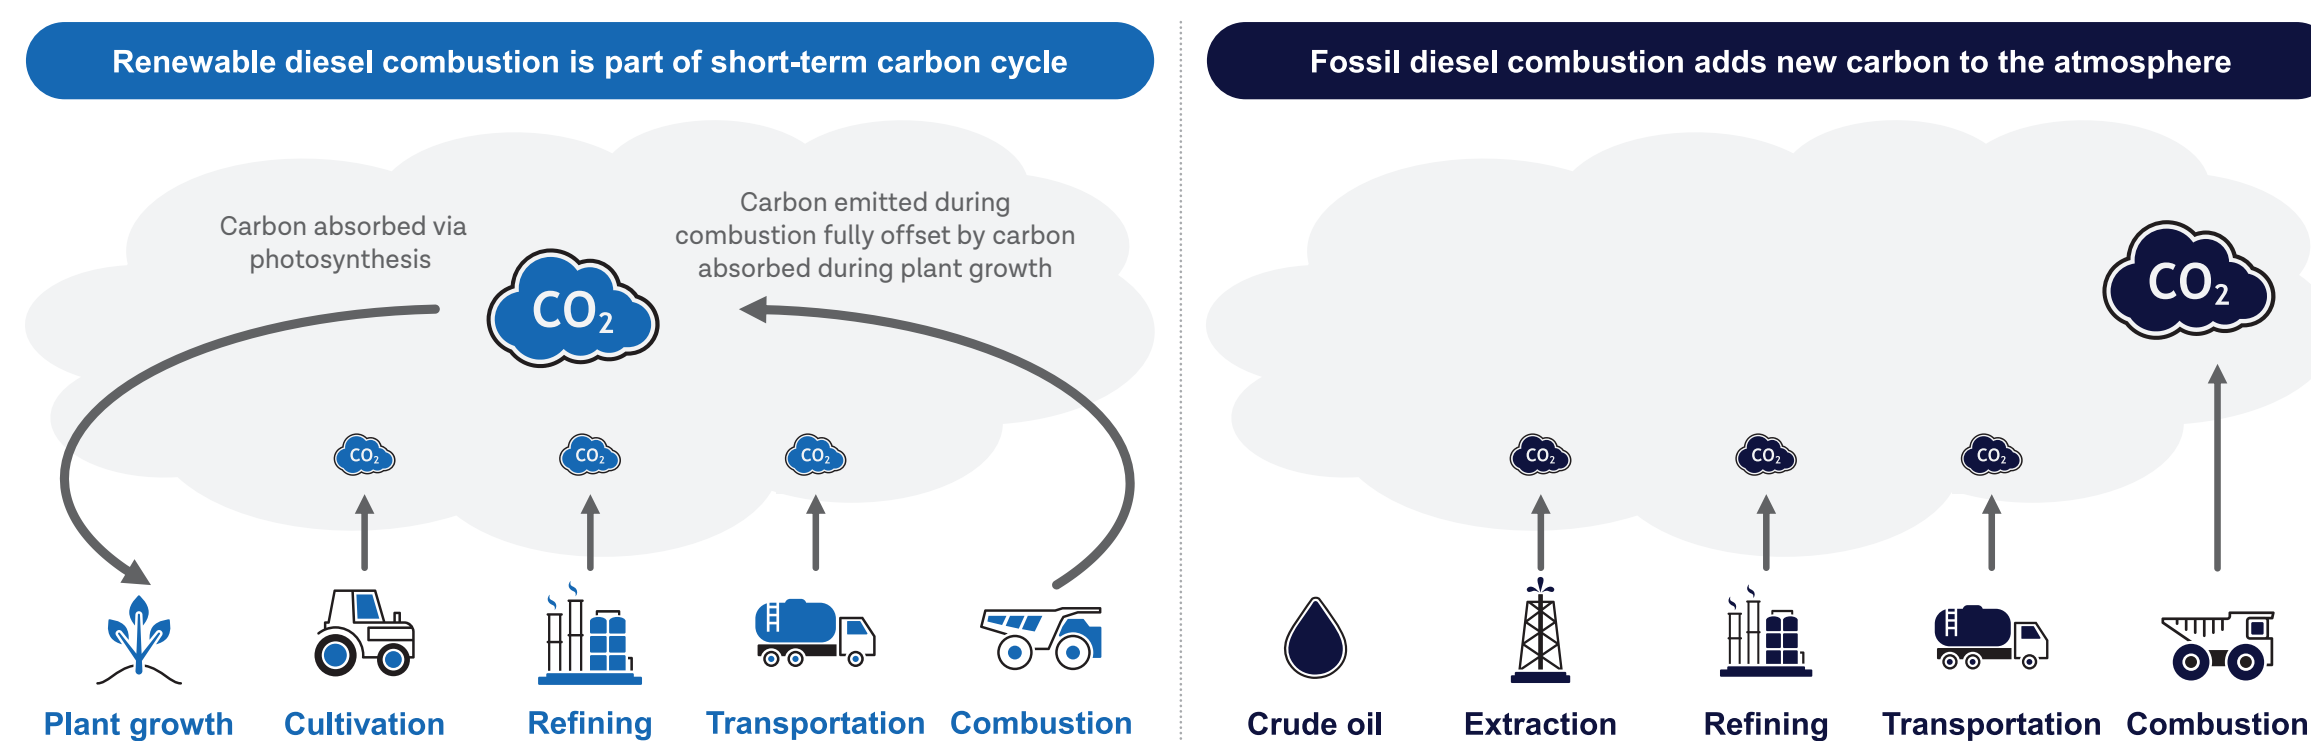 Renewable diesel combustion is part of short-term carbon cycle
Carbon absorbed via
photosynthesis
Carbon emitted during
combustion fully offset by carbon
absorbed during plant growth
CO₂
CO₂
CO₂
CO₂
Plant growth
Cultivation
Refining
Transportation
Combustion
Fossil diesel combustion adds new carbon to the atmosphere
CO₂
CO₂
CO₂
CO₂
Crude oil
Extraction
Refining
Transportation
Combustion